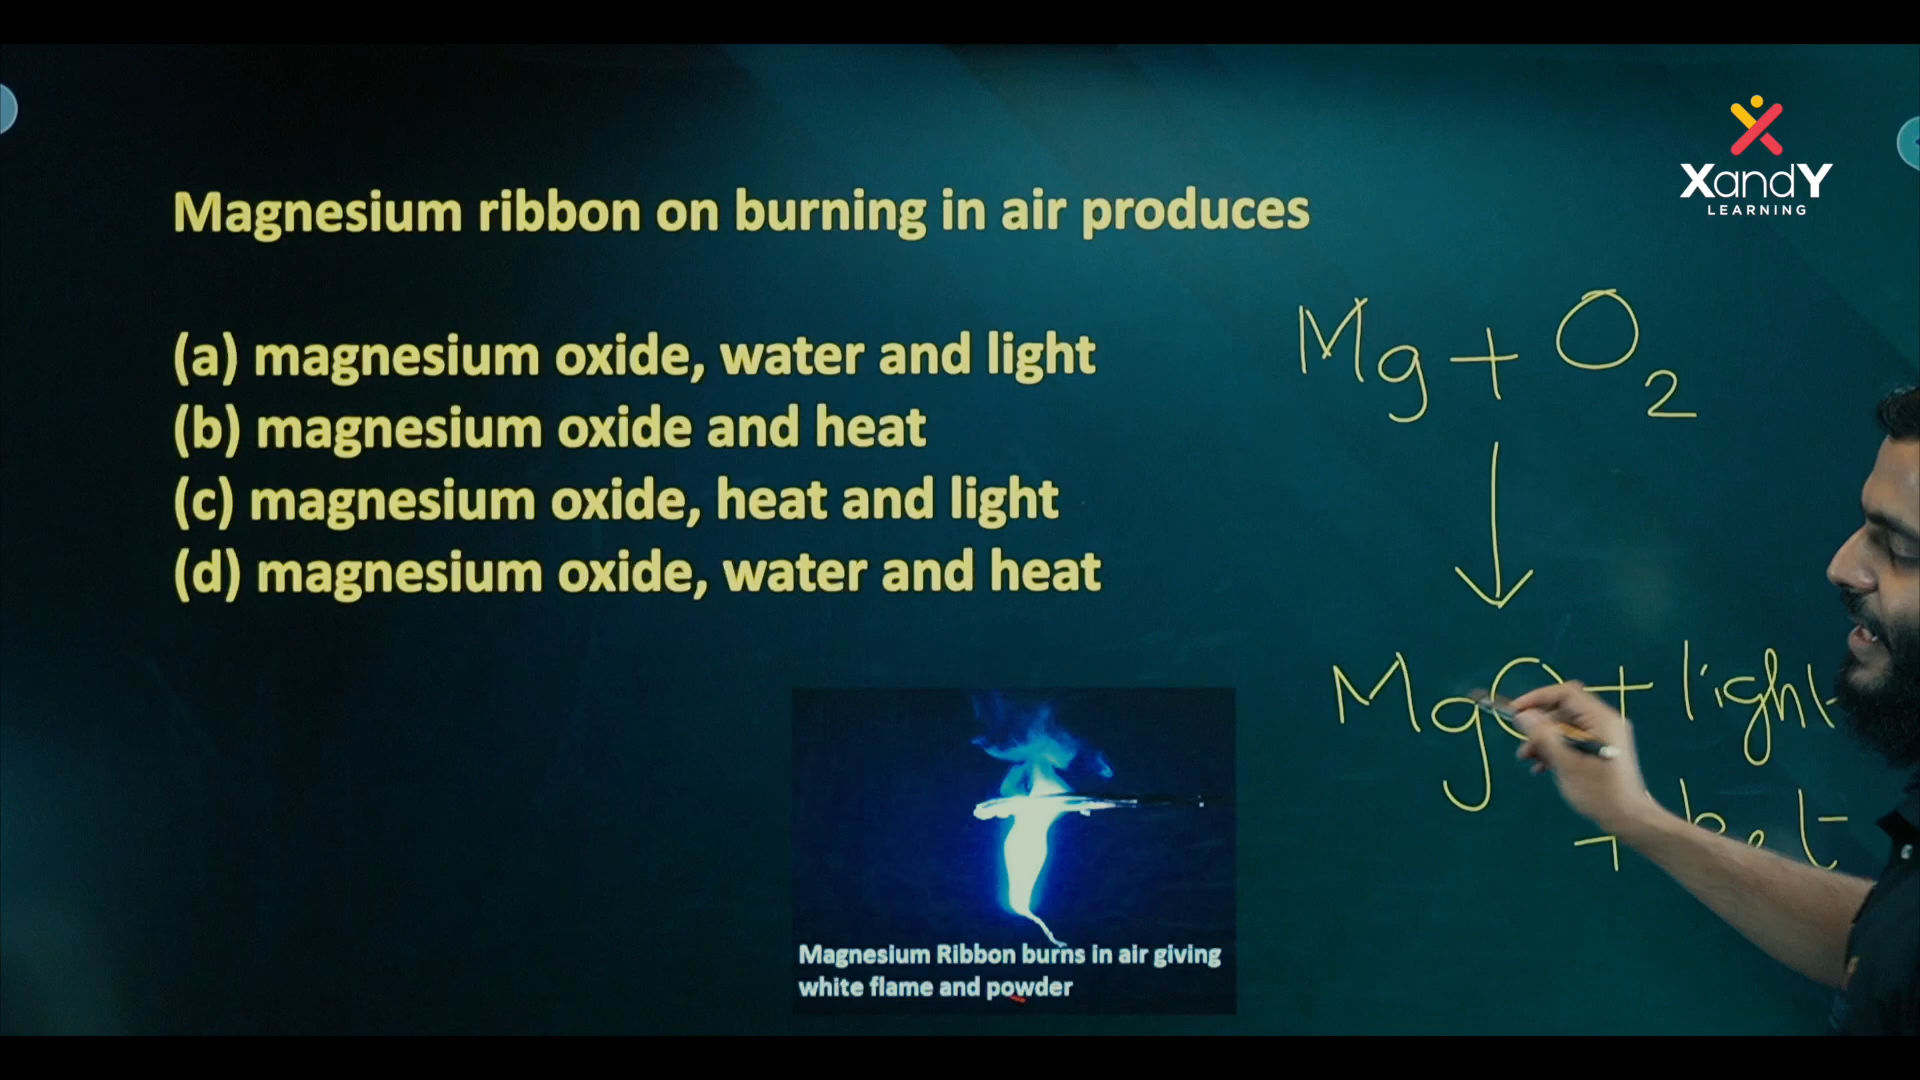 XandY
LEARNING
Magnesium ribbon on burning in air produces
(a) magnesium oxide, water and light
(b) magnesium oxide and heat
(c) magnesium oxide, heat and light
(d) magnesium oxide, water and heat
Mg + O2
MgO + light
+
Magnesium Ribbon burns in air giving
white flame and powder